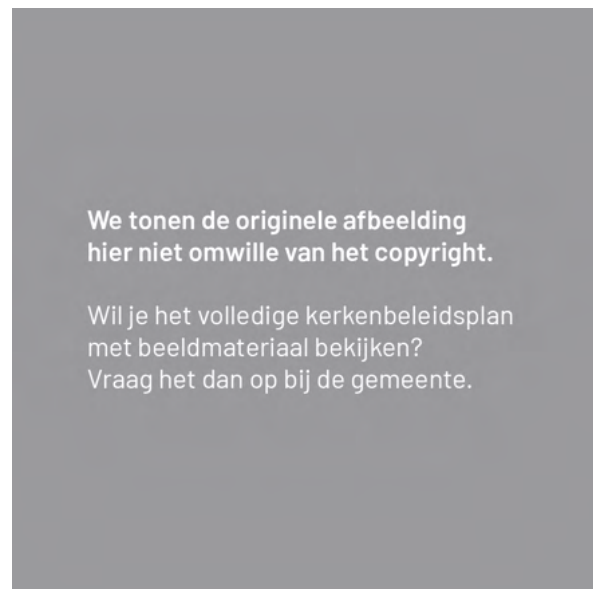 We tonen de originele afbeelding
hier niet omwille van het copyright.
Wil je het volledige kerkenbeleidsplan
met beeldmateriaal bekijken?
Vraag het dan op bij de gemeente.